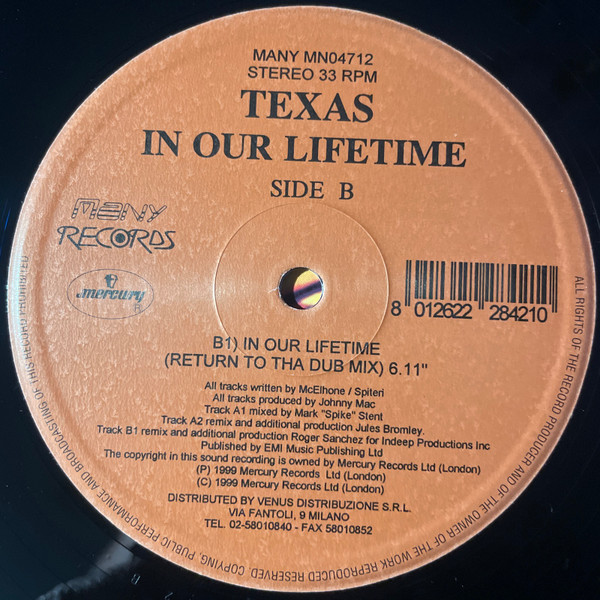 MANY MN04712
STEREO 33 RPM
TEXAS
IN OUR LIFETIME
SIDE B
MANY
RECORDS
mercury
R
8 012622 284210
B1) IN OUR LIFETIME
(RETURN TO THA DUB MIX) 6.11"
All tracks written by McElhone / Spiteri
All tracks produced by Johnny Mac
Track A1 mixed by Mark "Spike" Stent
Track A2 remix and additional production Jules Bromley.
Track B1 remix and additional production Roger Sanchez for Indeep Productions Inc
Published by EMI Music Publishing Ltd
The copyright in this sound recording is owned by Mercury Records Ltd (London)
(P) 1999 Mercury Records Ltd (London)
(C) 1999 Mercury Records Ltd (London)
DISTRIBUTED BY VENUS DISTRIBUZIONE S.R.L.
VIA FANTOLI, 9 MILANO
TEL. 02-58010840 - FAX 58010852
ALL RIGHTS OF THE RECORD PRODUCER AND OF THE OWNER OF THE WORK REPRODUCED RESERVED. COPYING, PUBLIC PERFORMANCE AND BROADCASTING OF THIS RECORD PROHIBITED